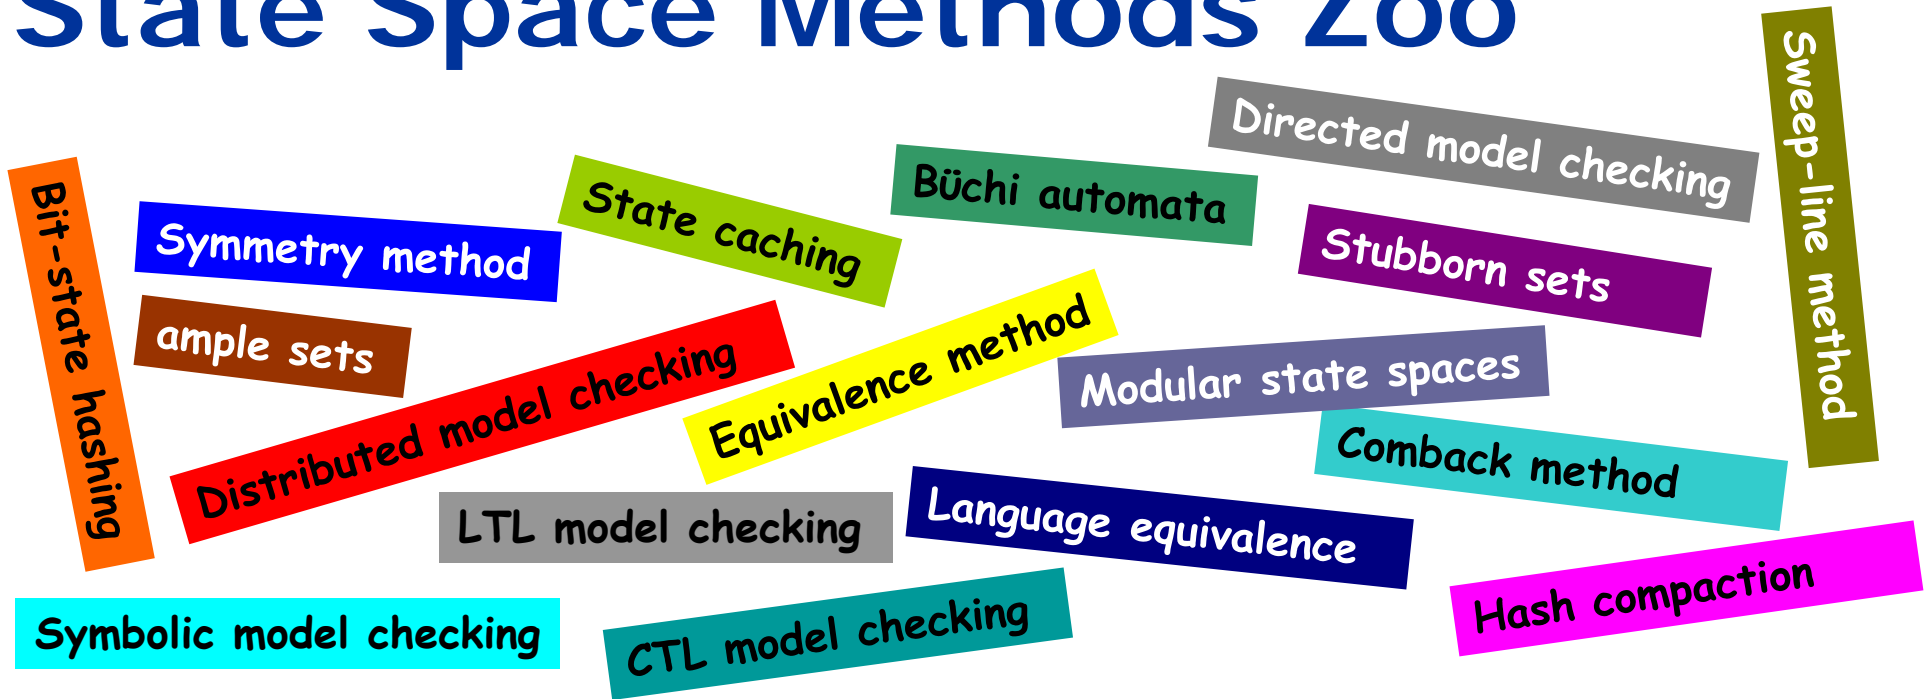 State Space Methods Zoo
Sweep-line method
Directed model checking
Büchi automata
State caching
Bit-state hashing
Symmetry method
Stubborn sets
ample sets
Distributed model checking
Equivalence method
Modular state spaces
Comback method
LTL model checking
Language equivalence
Hash compaction
Symbolic model checking
CTL model checking